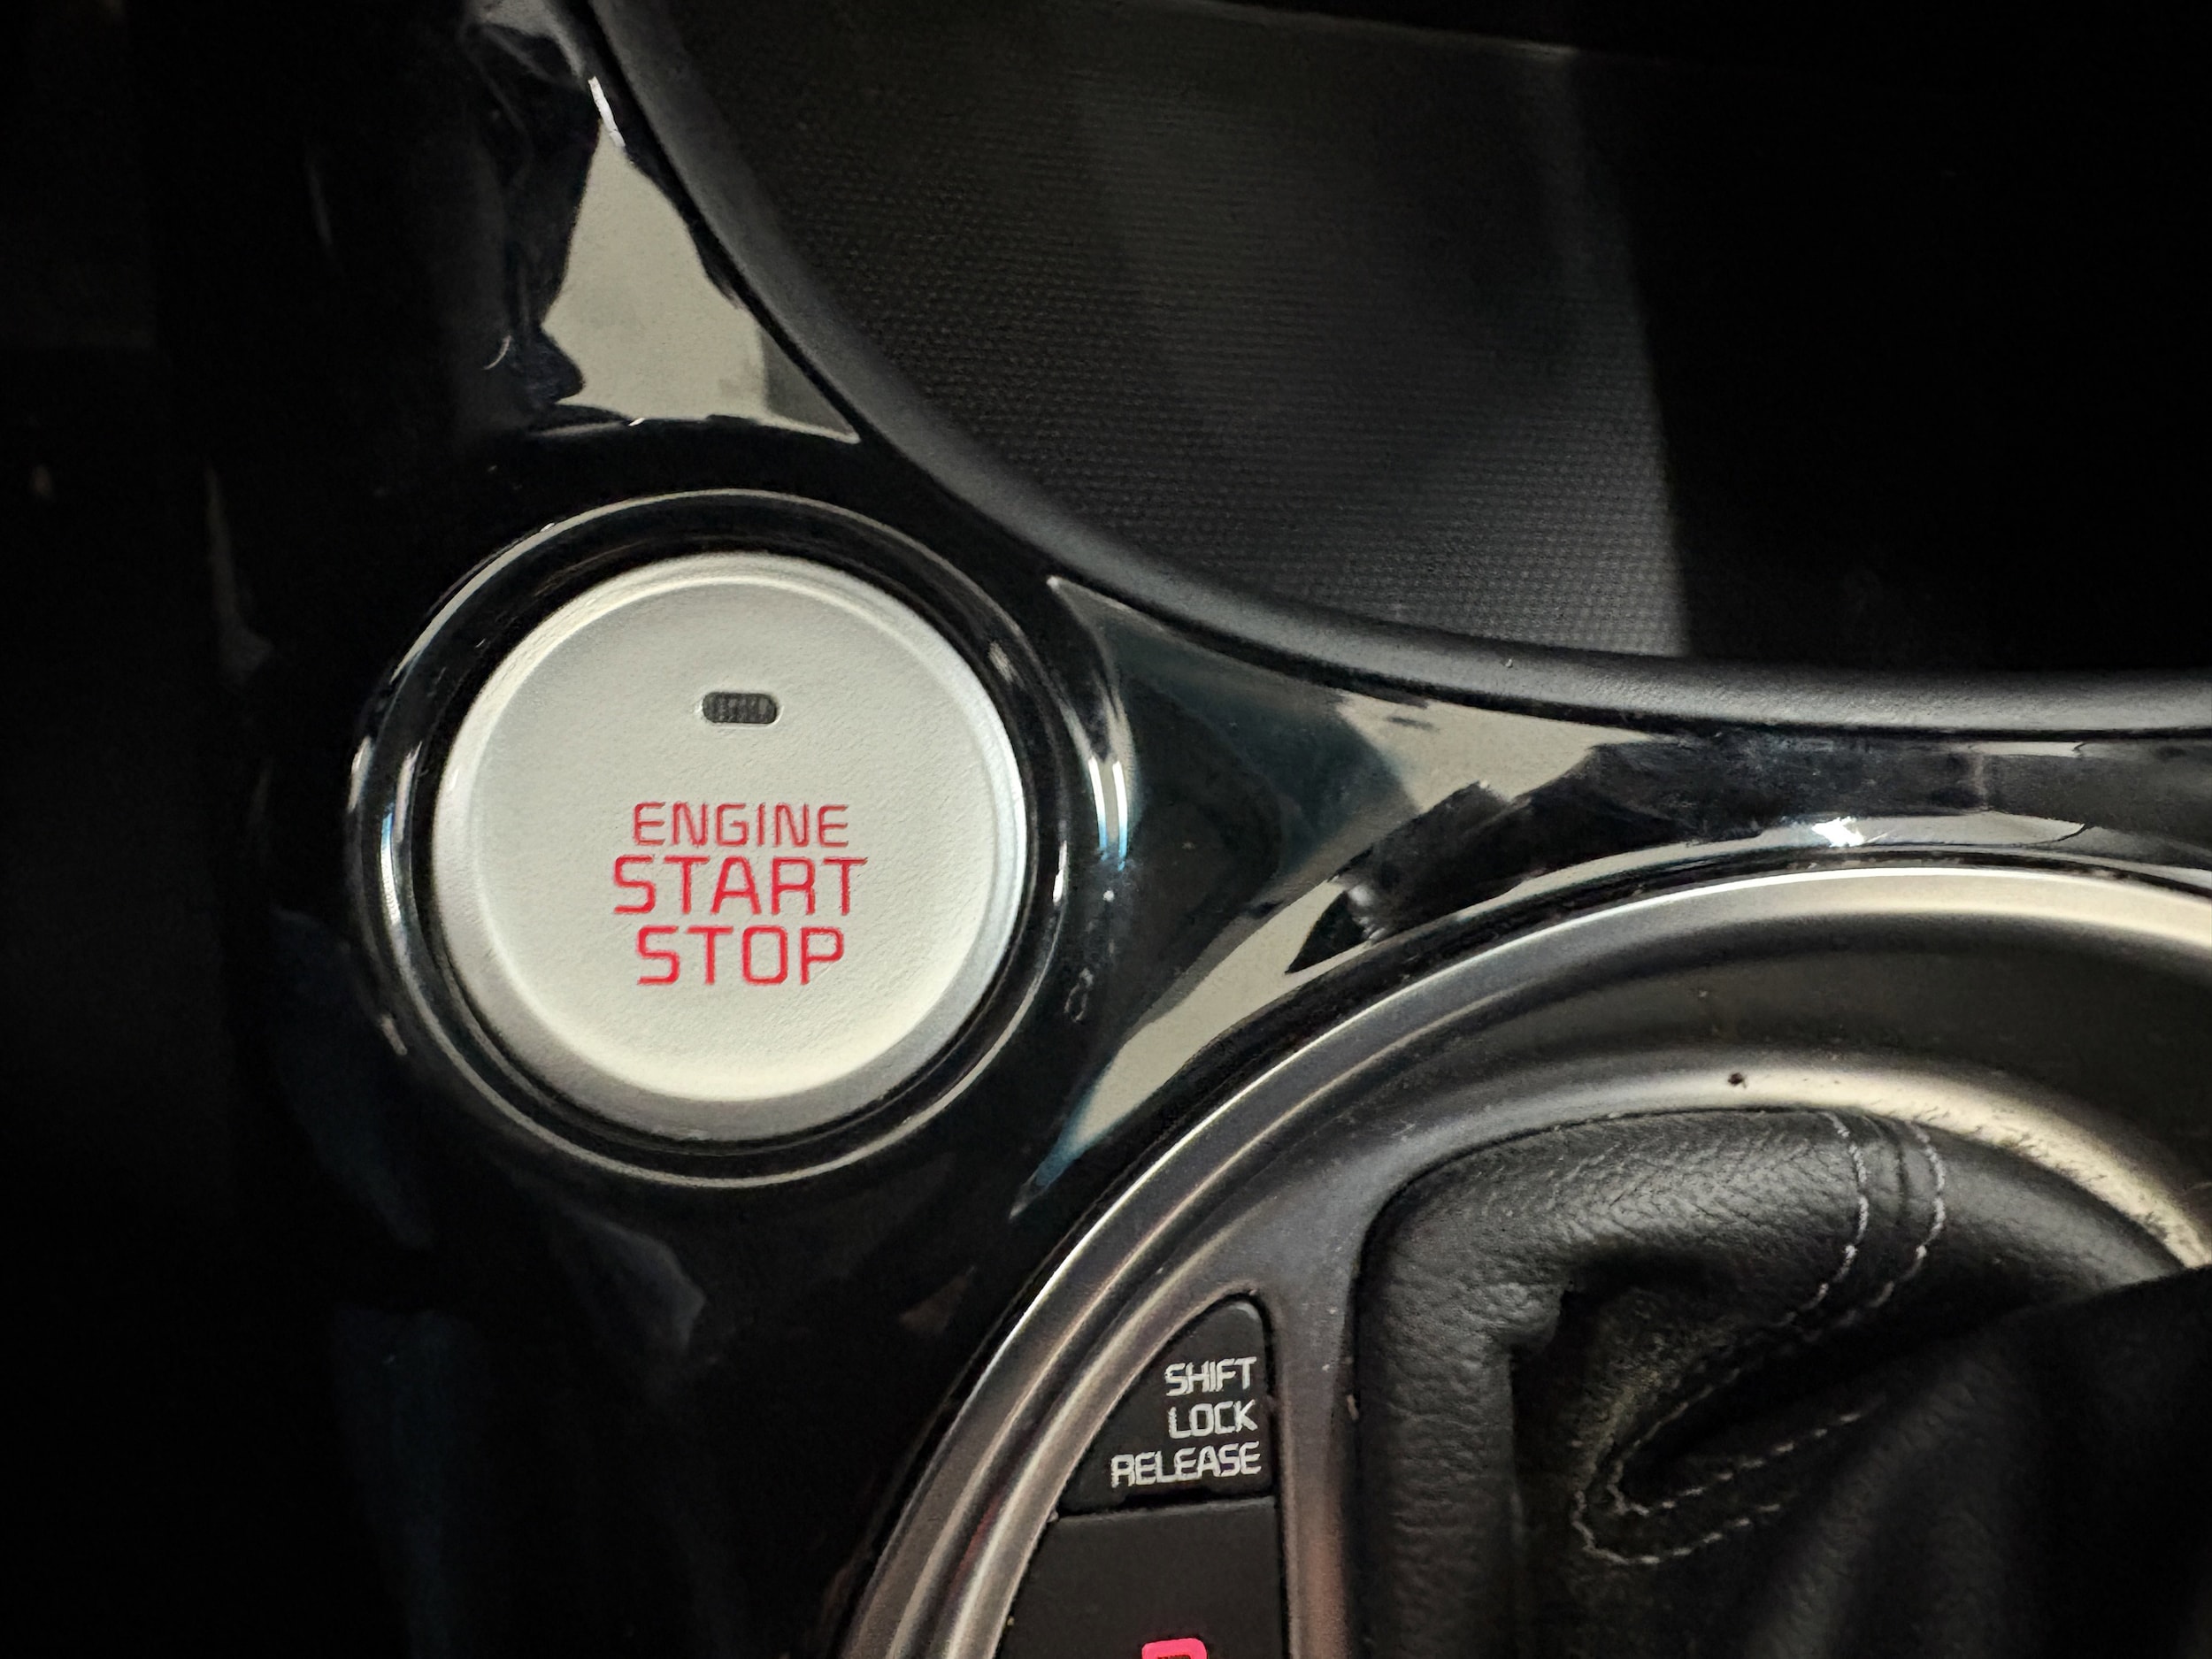 ENGINE
START
STOP
SHIFT
LOCK
RELEASE